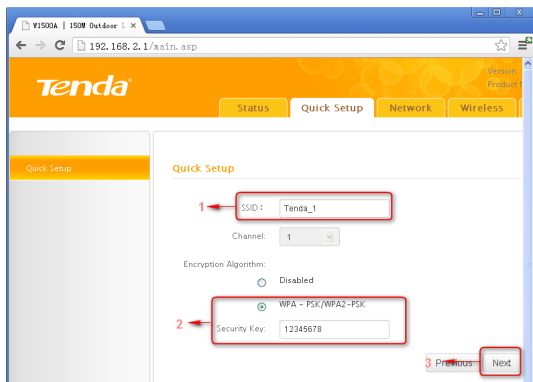 W1500A | 150M Outdoor
192.168.2.1/main.asp
Tenda
Version
Product
Status
Quick Setup
Network
Wireless
Quick Setup
Quick Setup
1
SSID:
Tenda_1
Channel:
1
Encryption Algorithm:
Disabled
WPA - PSK/WPA2-PSK
2
Security Key:
12345678
3
Previous
Next